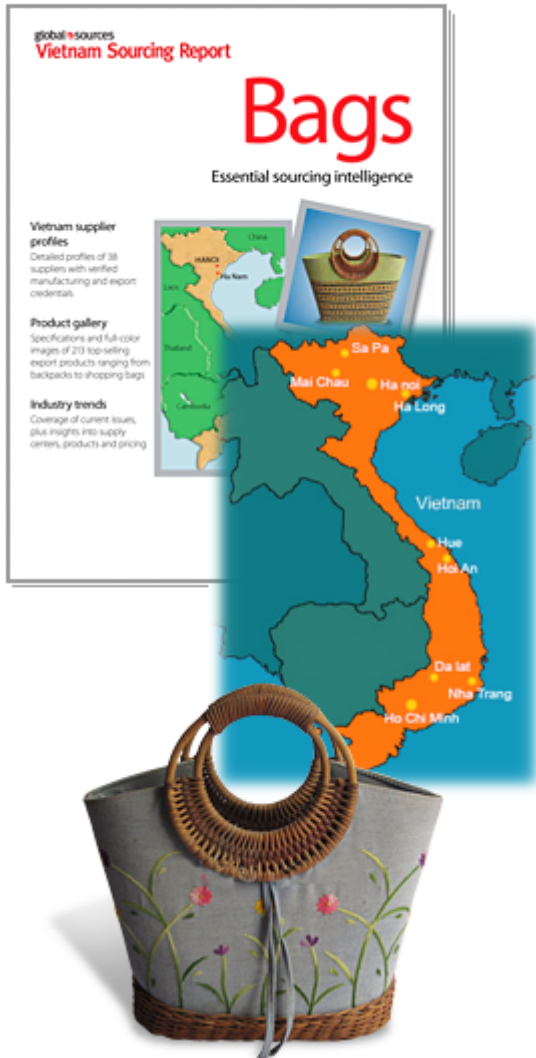 global sources
Vietnam Sourcing Report
Bags
Essential sourcing intelligence
Vietnam supplier
profiles
Detailed profiles of 38
suppliers with verified
manufacturing and export
credentials
Product gallery
Specifications and full-color
images of 213 top-selling
export products ranging from
backpacks to shopping bags
Industry trends
Coverage of current issues,
plus insights into supply
centers, products and pricing
China
HANOI
Ha Nam
Laos
Thailand
Cambodia
Sa Pa
Mai Chau
Ha noi
Ha Long
Vietnam
Hue
Hoi An
Da lat
Nha Trang
Ho Chi Minh